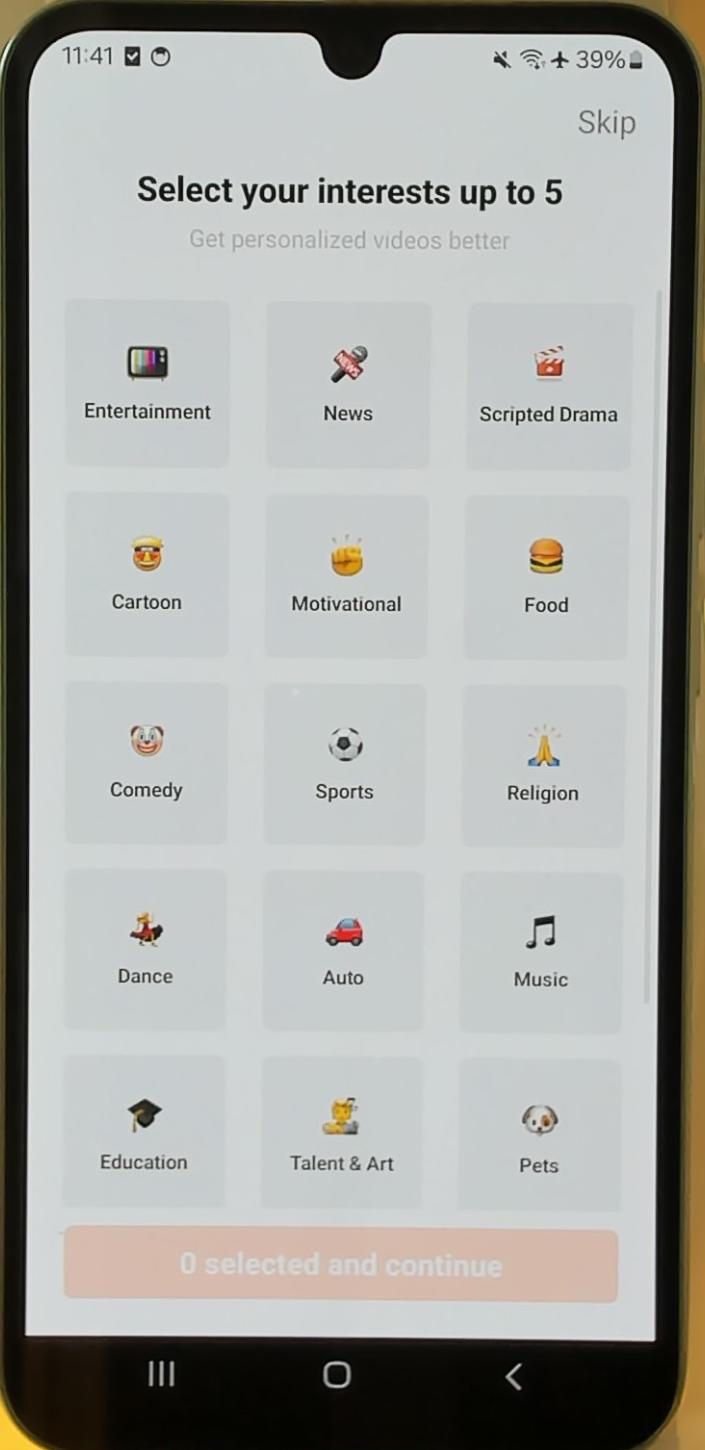 11:41 39%
Skip
Select your interests up to 5
Get personalized videos better
Entertainment News Scripted Drama
NEWS
Cartoon Motivational Food
Comedy Sports Religion
Dance Auto Music
Education Talent & Art Pets
0 selected and continue